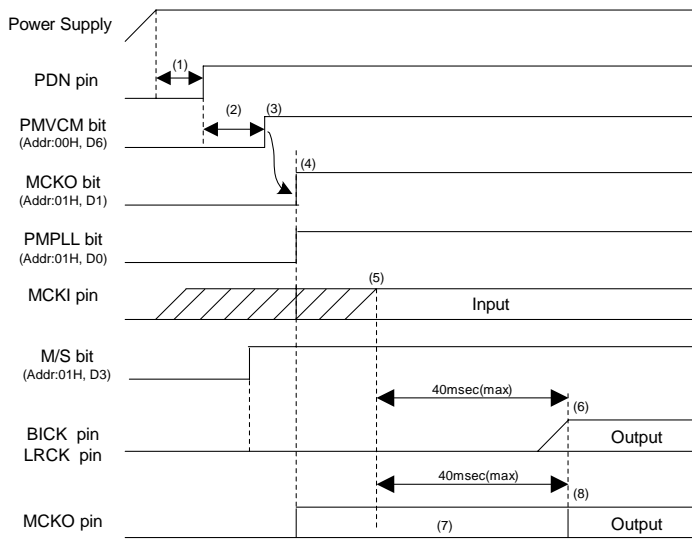 Power Supply
(1)
PDN pin
(2)
(3)
PMVCM bit
(Addr:00H, D6)
(4)
MCKO bit
(Addr:01H, D1)
PMPLL bit
(Addr:01H, D0)
(5)
MCKI pin
Input
M/S bit
(Addr:01H, D3)
40msec(max)
(6)
BICK pin
Output
LRCK pin
40msec(max)
(8)
MCKO pin
(7)
Output